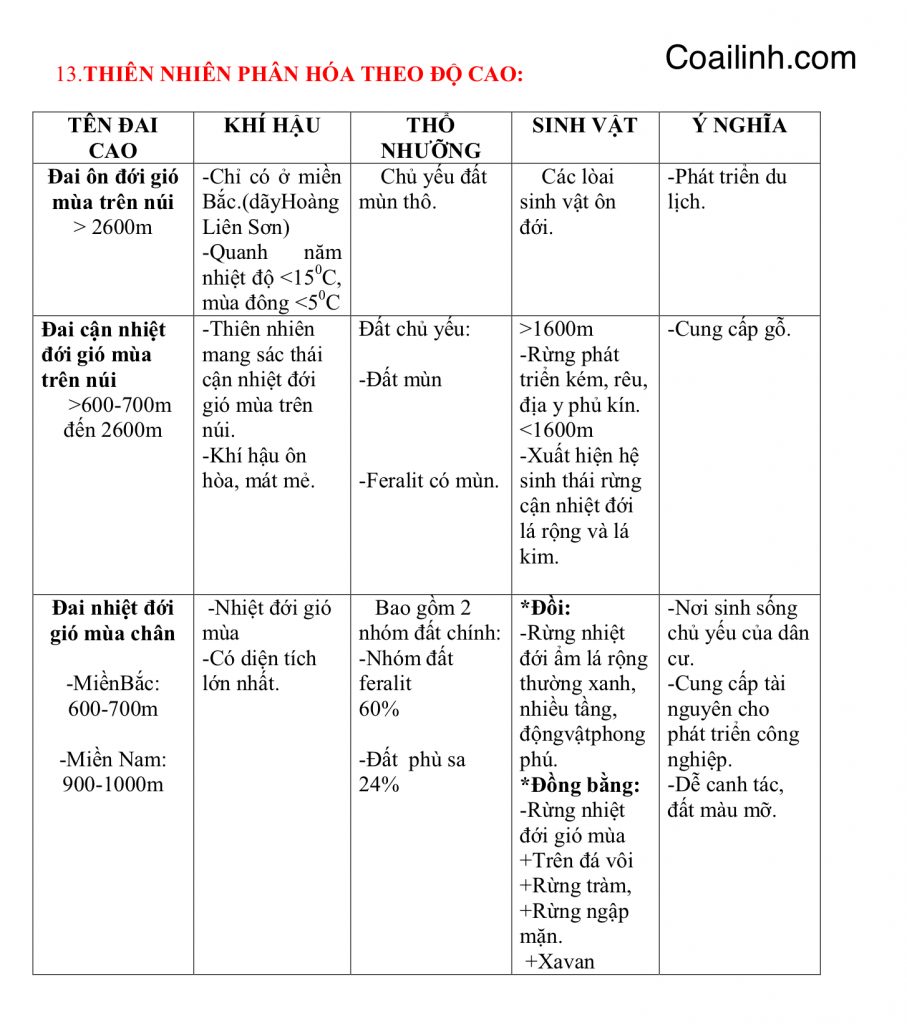 Coailinh.com
13.THIÊN NHIÊN PHÂN HÓA THEO ĐỘ CAO:
TÊN ĐAI
CAO
KHÍ HẬU
THỔ
NHƯỠNG
SINH VẬT
Ý NGHĨA
Đai ôn đới gió
mùa trên núi
> 2600m
-Chỉ có ở miền
Bắc.(dãyHoàng
Liên Sơn)
-Quanh năm
nhiệt độ <15⁰C,
mùa đông <5⁰C
Chủ yếu đất
mùn thô.
Các lòai
sinh vật ôn
đới.
-Phát triển du
lịch.
Đai cận nhiệt
đới gió mùa
trên núi
>600-700m
đến 2600m
-Thiên nhiên
mang sác thái
cận nhiệt đới
gió mùa trên
núi.
-Khí hậu ôn
hòa, mát mẻ.
Đất chủ yếu:
-Đất mùn
-Feralit có mùn.
>1600m
-Rừng phát
triển kém, rêu,
địa y phủ kín.
<1600m
-Xuất hiện hệ
sinh thái rừng
cận nhiệt đới
lá rộng và lá
kim.
-Cung cấp gỗ.
Đai nhiệt đới
gió mùa chân
-MiềnBắc:
600-700m
-Miền Nam:
900-1000m
-Nhiệt đới gió
mùa
-Có diện tích
lớn nhất.
Bao gồm 2
nhóm đất chính:
-Nhóm đất
feralit
60%
-Đất phù sa
24%
*Đồi:
-Rừng nhiệt
đới ẩm lá rộng
thường xanh,
nhiều tầng,
độngvậtphong
phú.
*Đồng bằng:
-Rừng nhiệt
đới gió mùa
+Trên đá vôi
+Rừng tràm,
+Rừng ngập
mặn.
+Xavan
-Nơi sinh sống
chủ yếu của dân
cư.
-Cung cấp tài
nguyên cho
phát triển công
nghiệp.
-Dễ canh tác,
đất màu mỡ.